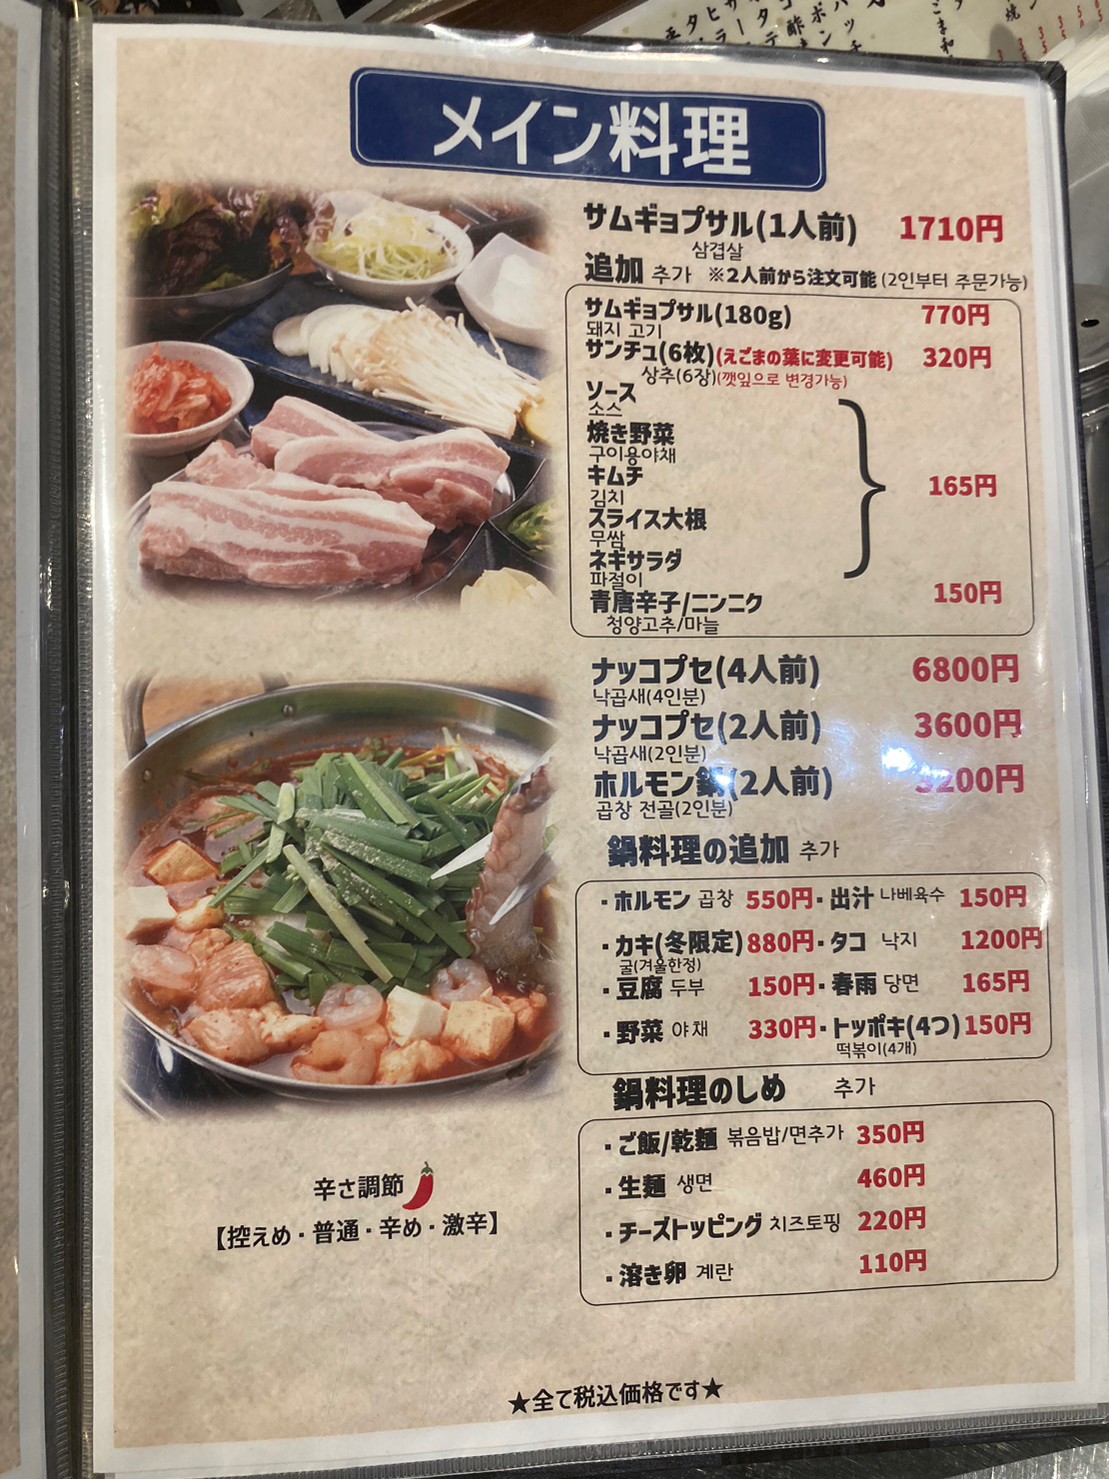 メイン料理
サムギョプサル(1人前) 1710円
삼겹살
追加 추가 ※2人前から注文可能 (2인부터 주문가능)
サムギョプサル(180g) 770円
돼지 고기
サンチュ(6枚)(えごまの葉に変更可能) 320円
상추(6장)(깻잎으로 변경가능)
ソース
소스
焼き野菜
구이용야채
キムチ
김치
165円
スライス大根
무쌈
ネギサラダ
파절이
青唐辛子/ニンニク 150円
청양고추/마늘
ナッコプセ(4人前) 6800円
낙곱새(4인분)
ナッコプセ(2人前) 3600円
낙곱새(2인분)
ホルモン鍋(2人前) 200円
곱창 전골(2인분)
鍋料理の追加 추가
・ホルモン 곱창 550円・出汁 나베육수 150円
・カキ(冬限定) 880円・タコ 낙지 1200円
굴(겨울한정)
・豆腐 두부 150円・春雨 당면 165円
・野菜 야채 330円・トッポキ(4つ) 150円
떡볶이(4개)
鍋料理のしめ 추가
・ご飯/乾麺 볶음밥/면추가 350円
・生麺 생면 460円
・チーズトッピング 치즈토핑 220円
・溶き卵 계란 110円
辛さ調節
【控えめ・普通・辛め・激辛】
★全て税込価格です★